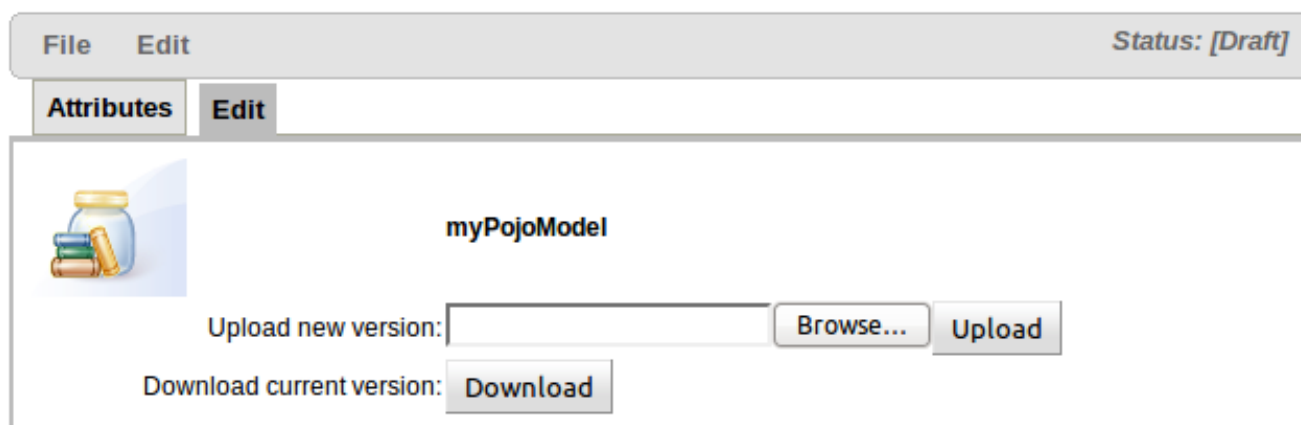 File Edit Status: [Draft]
Attributes Edit
myPojoModel
Upload new version: Browse... Upload
Download current version: Download